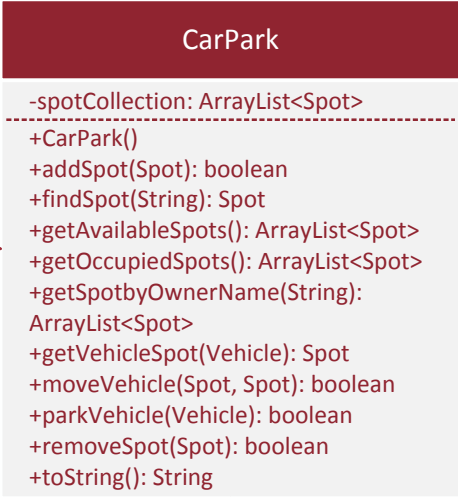 CarPark
-spotCollection: ArrayList<Spot>
+CarPark()
+addSpot(Spot): boolean
+findSpot(String): Spot
+getAvailableSpots(): ArrayList<Spot>
+getOccupiedSpots(): ArrayList<Spot>
+getSpotbyOwnerName(String):
ArrayList<Spot>
+getVehicleSpot(Vehicle): Spot
+moveVehicle(Spot, Spot): boolean
+parkVehicle(Vehicle): boolean
+removeSpot(Spot): boolean
+toString(): String